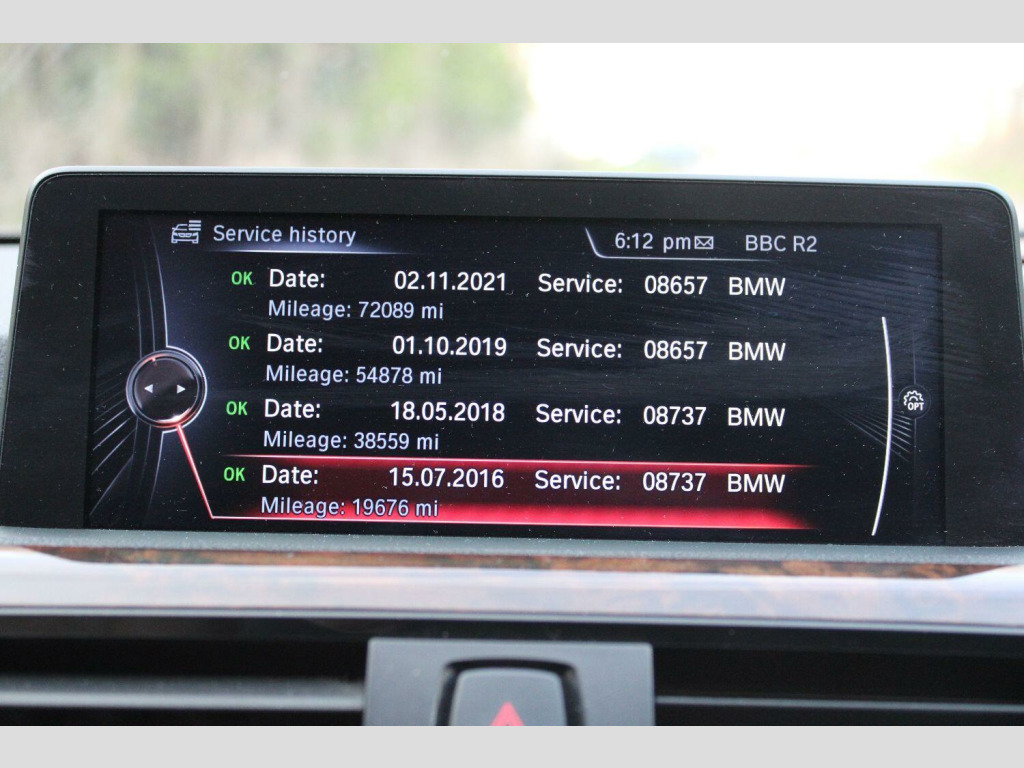 Service history 6:12 pm BBC R2
OK Date: 02.11.2021 Service: 08657 BMW
Mileage: 72089 mi
OK Date: 01.10.2019 Service: 08657 BMW
Mileage: 54878 mi
OK Date: 18.05.2018 Service: 08737 BMW
Mileage: 38559 mi
OPT
OK Date: 15.07.2016 Service: 08737 BMW
Mileage: 19676 mi